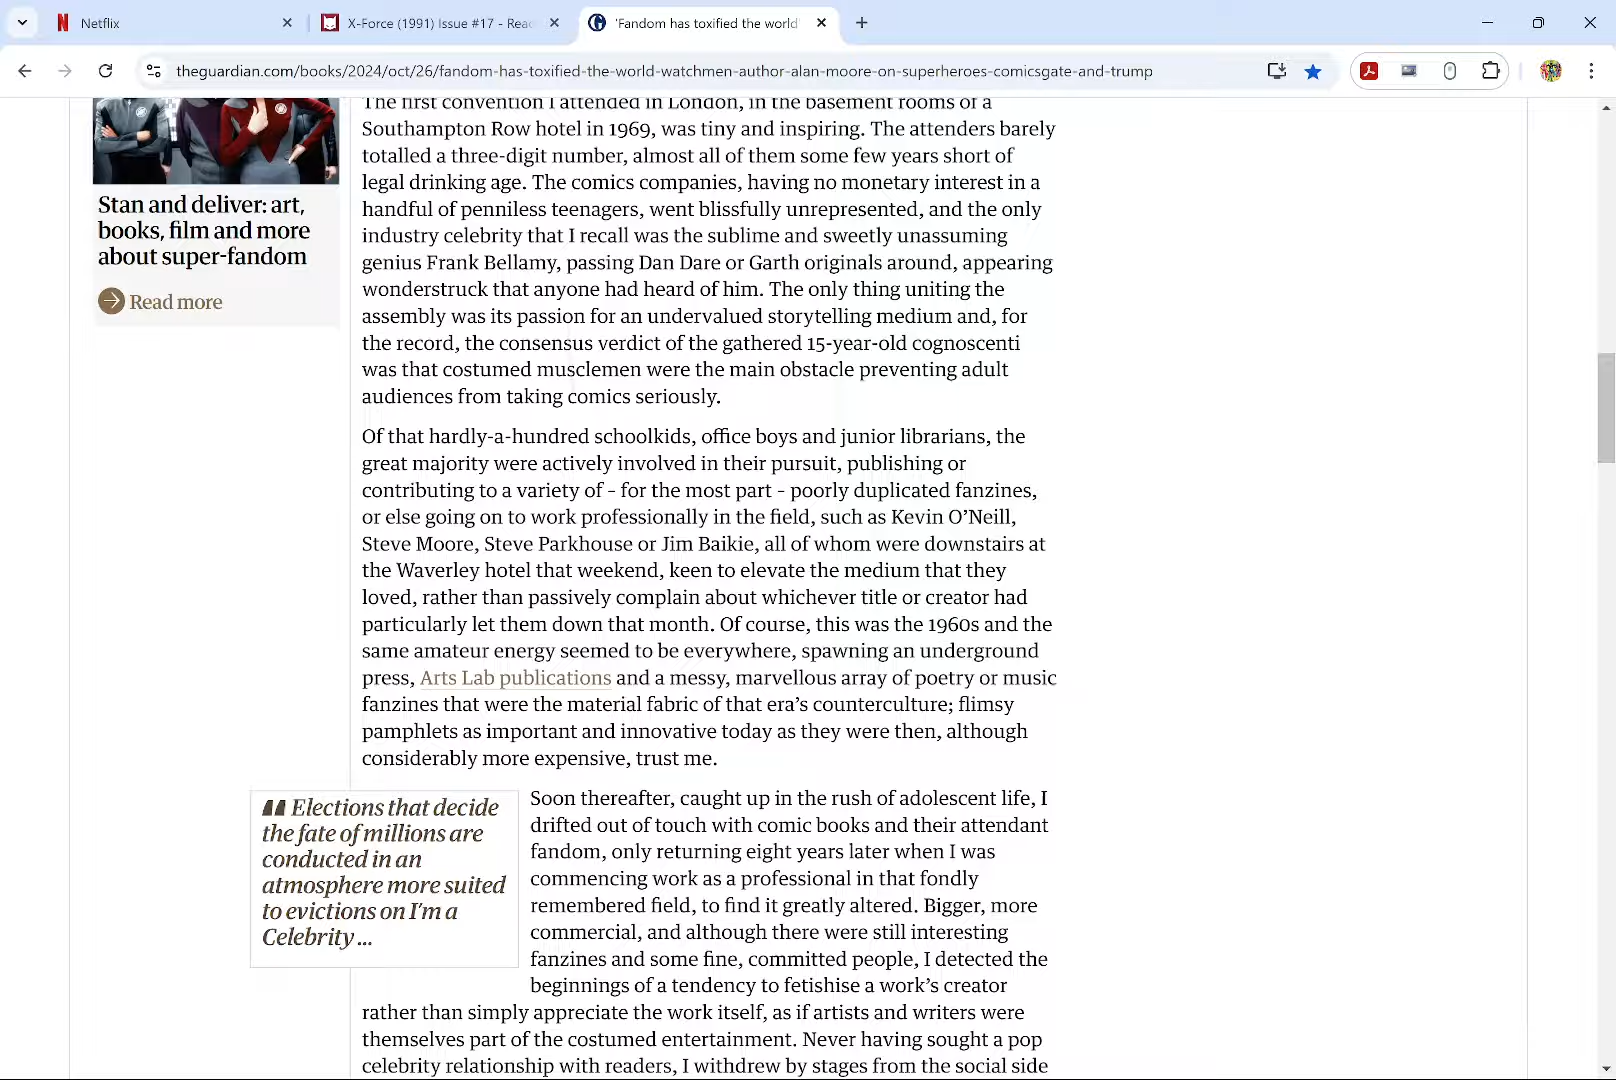 Netflix
X-Force (1991) Issue #17 - Rea
'Fandom has toxified the world'
theguardian.com/books/2024/oct/26/fandom-has-toxified-the-world-watchmen-author-alan-moore-on-superheroes-comicsgate-and-trump
Stan and deliver: art,
books, film and more
about super-fandom
Read more
The first convention I attended in London, in the basement rooms of a
Southampton Row hotel in 1969, was tiny and inspiring. The attenders barely
totalled a three-digit number, almost all of them some few years short of
legal drinking age. The comics companies, having no monetary interest in a
handful of penniless teenagers, went blissfully unrepresented, and the only
industry celebrity that I recall was the sublime and sweetly unassuming
genius Frank Bellamy, passing Dan Dare or Garth originals around, appearing
wonderstruck that anyone had heard of him. The only thing uniting the
assembly was its passion for an undervalued storytelling medium and, for
the record, the consensus verdict of the gathered 15-year-old cognoscenti
was that costumed musclemen were the main obstacle preventing adult
audiences from taking comics seriously.
Of that hardly-a-hundred schoolkids, office boys and junior librarians, the
great majority were actively involved in their pursuit, publishing or
contributing to a variety of – for the most part – poorly duplicated fanzines,
or else going on to work professionally in the field, such as Kevin O’Neill,
Steve Moore, Steve Parkhouse or Jim Baikie, all of whom were downstairs at
the Waverley hotel that weekend, keen to elevate the medium that they
loved, rather than passively complain about whichever title or creator had
particularly let them down that month. Of course, this was the 1960s and the
same amateur energy seemed to be everywhere, spawning an underground
press, Arts Lab publications and a messy, marvellous array of poetry or music
fanzines that were the material fabric of that era’s counterculture; flimsy
pamphlets as important and innovative today as they were then, although
considerably more expensive, trust me.
Elections that decide
the fate of millions are
conducted in an
atmosphere more suited
to evictions on I’m a
Celebrity …
Soon thereafter, caught up in the rush of adolescent life, I
drifted out of touch with comic books and their attendant
fandom, only returning eight years later when I was
commencing work as a professional in that fondly
remembered field, to find it greatly altered. Bigger, more
commercial, and although there were still interesting
fanzines and some fine, committed people, I detected the
beginnings of a tendency to fetishise a work’s creator
rather than simply appreciate the work itself, as if artists and writers were
themselves part of the costumed entertainment. Never having sought a pop
celebrity relationship with readers, I withdrew by stages from the social side